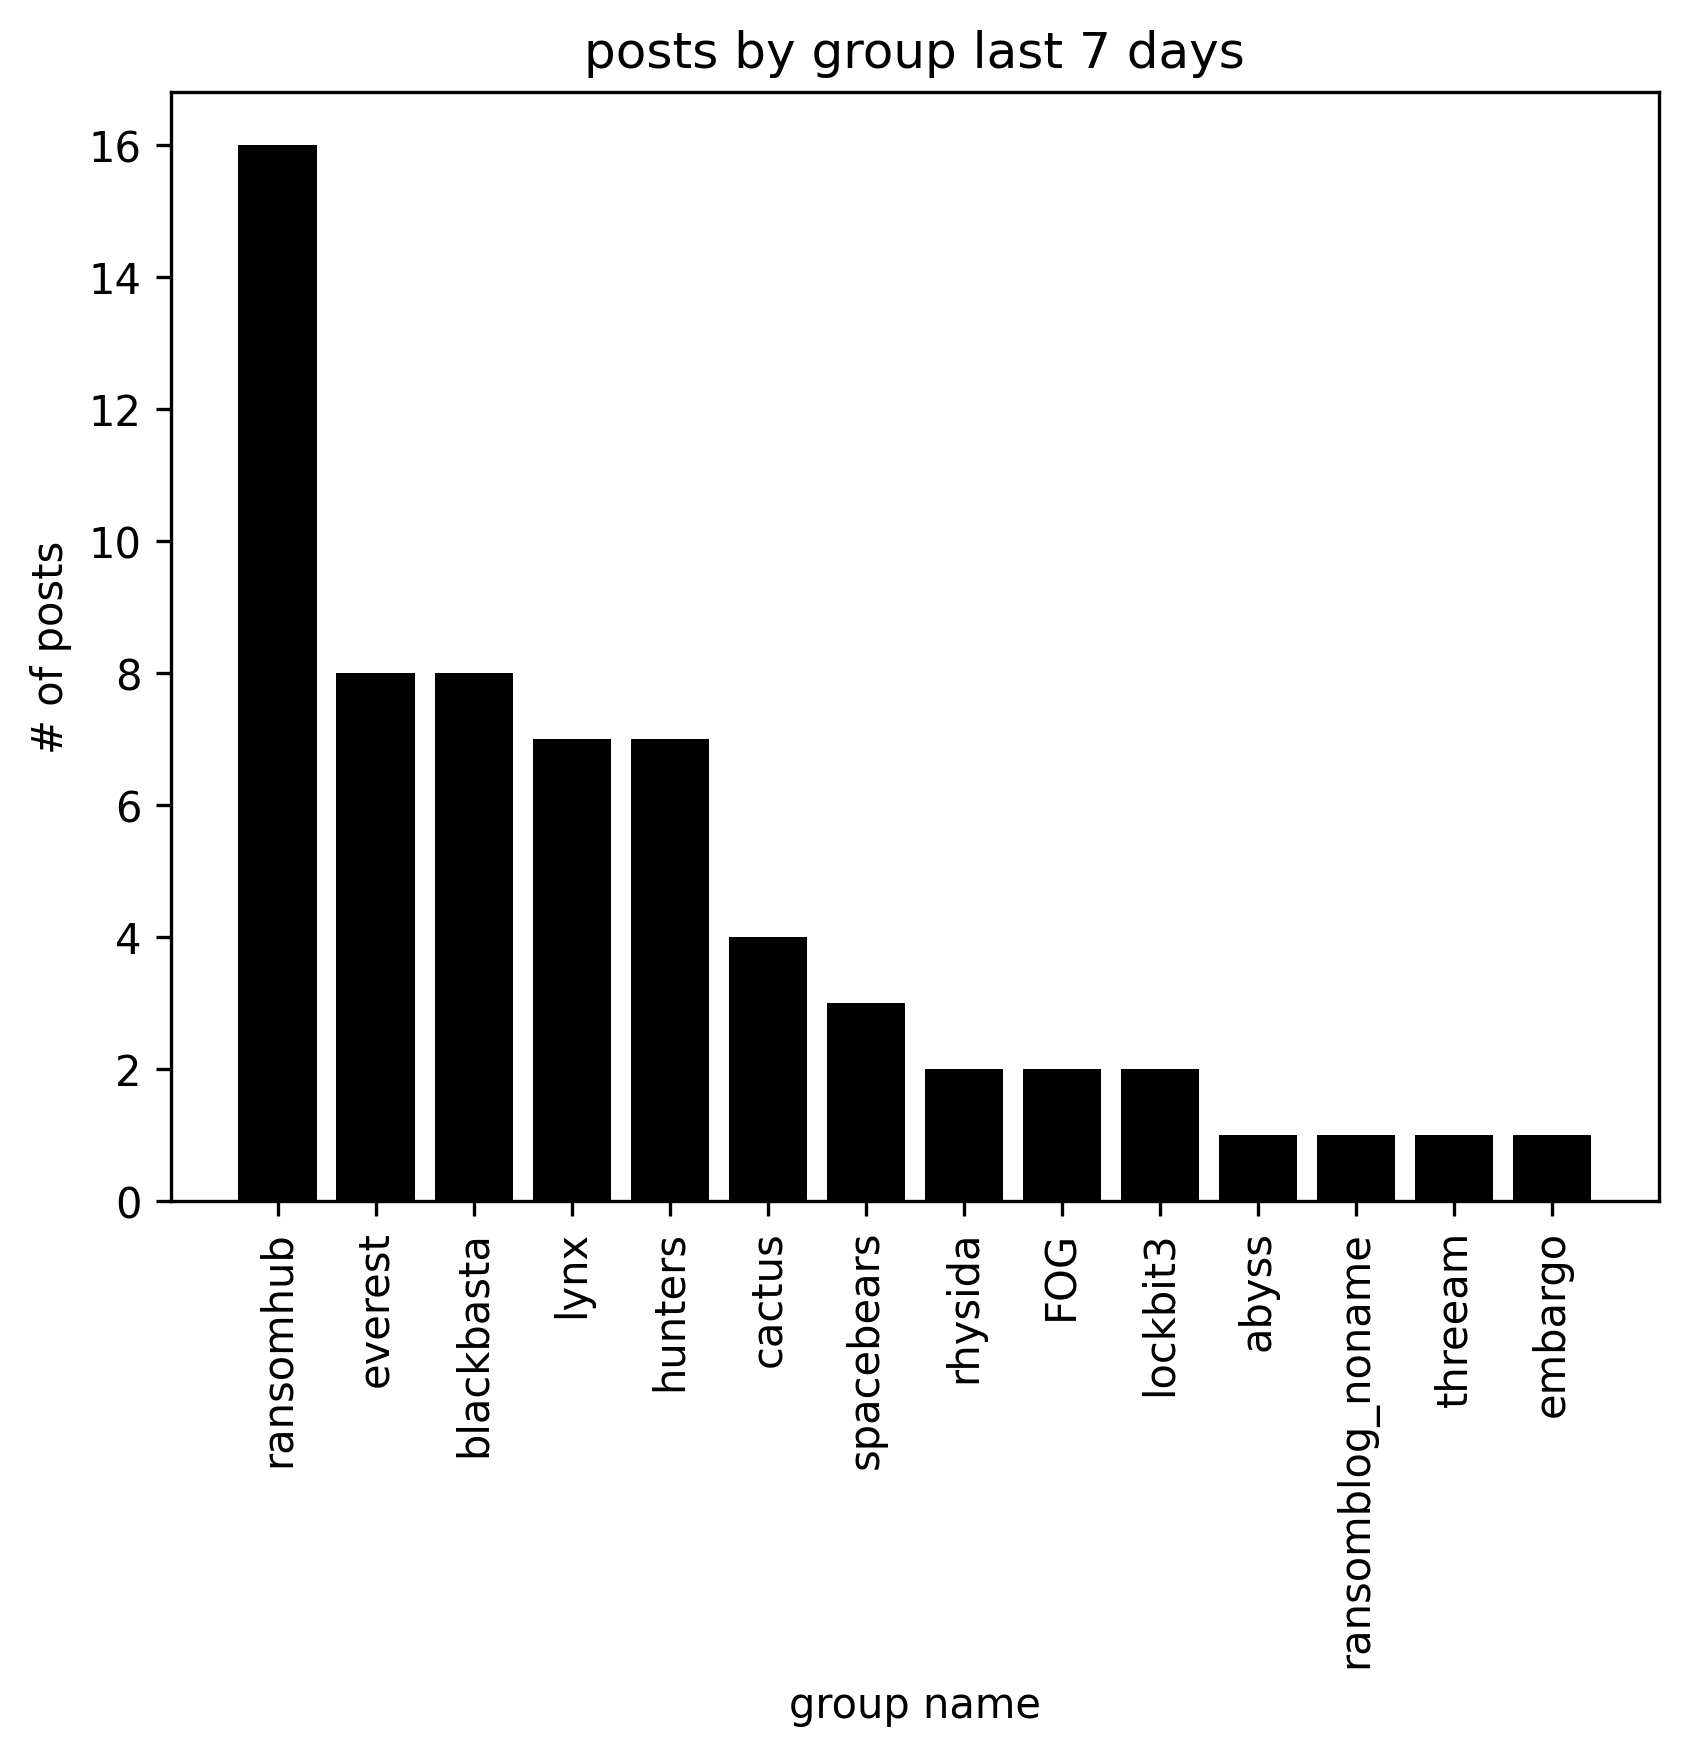 posts by group last 7 days
# of posts
16
14
12
10
8
6
4
2
0
ransomhub
everest
blackbasta
lynx
hunters
cactus
spacebears
rhysida
FOG
lockbit3
abyss
ransomblog_noname
threeam
embargo
group name